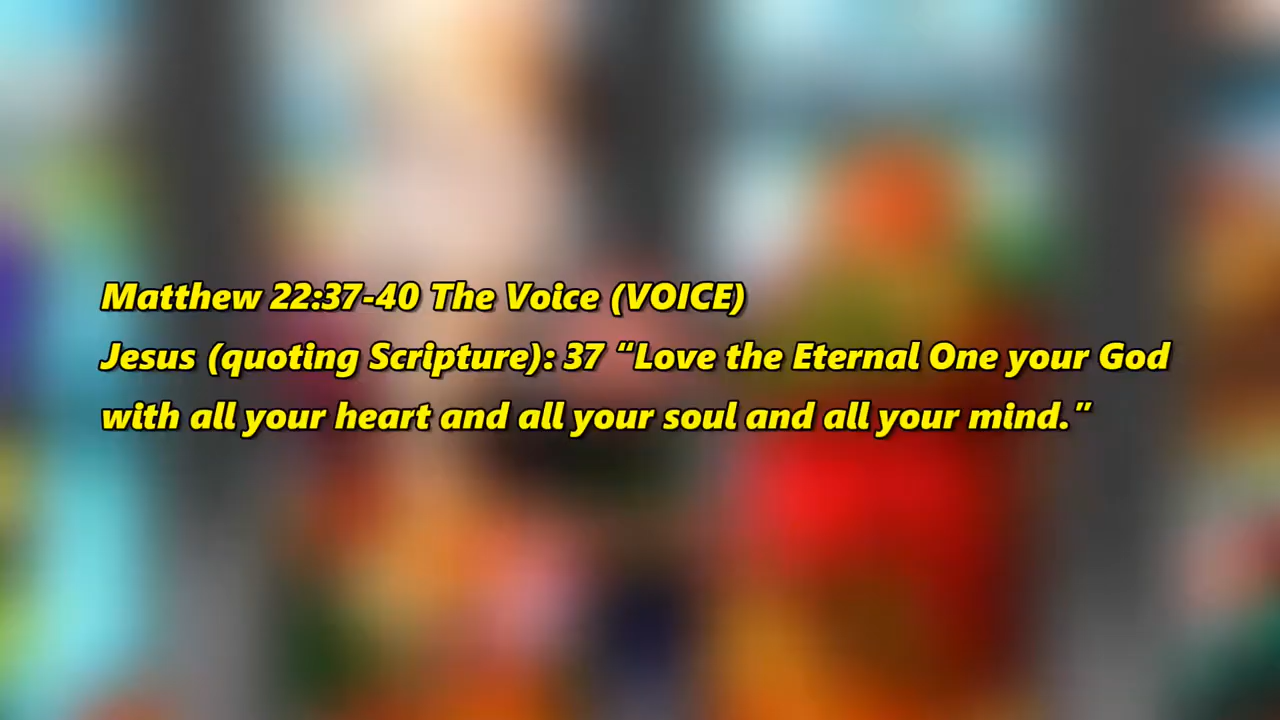 Matthew 22:37-40 The Voice (VOICE)
Jesus (quoting Scripture): 37 “Love the Eternal One your God
with all your heart and all your soul and all your mind.”